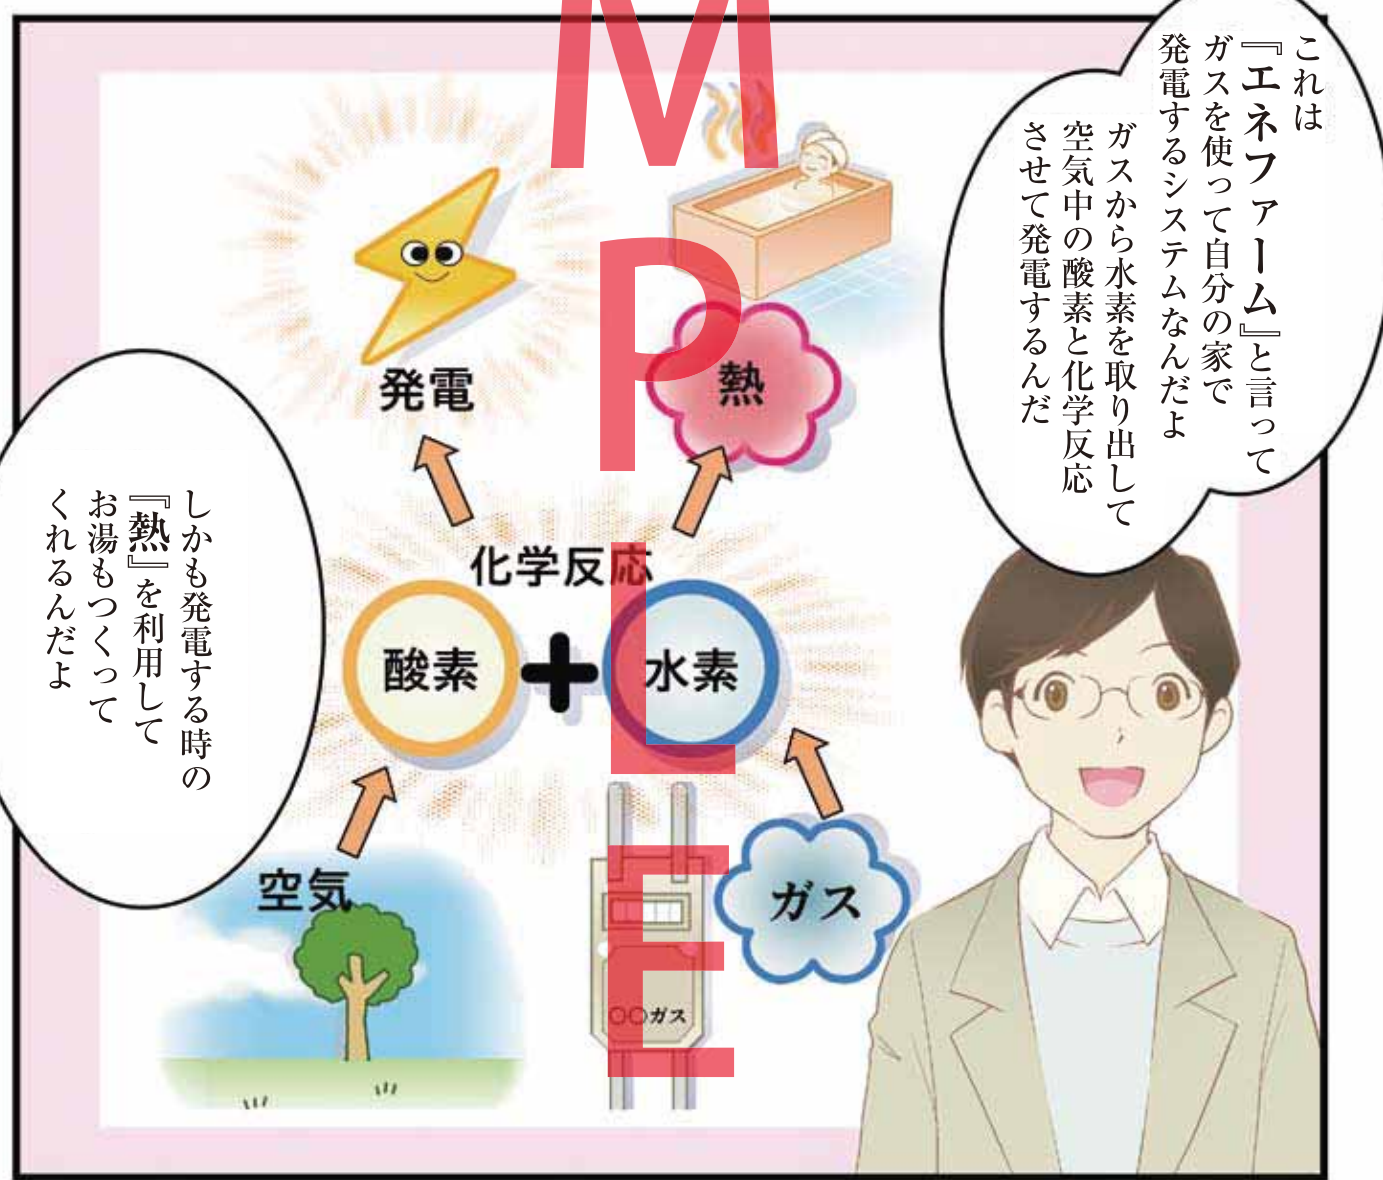 これは
『エネファーム』と言って
ガスを使って自分の家で
発電するシステムなんだよ
ガスから水素を取り出して
空気中の酸素と化学反応
させて発電するんだ
発電
熱
化学反応
酸素
+
水素
しかも発電する時の
『熱』を利用して
お湯もつくって
くれるんだよ
空気
ガス
〇〇ガス
MPLE